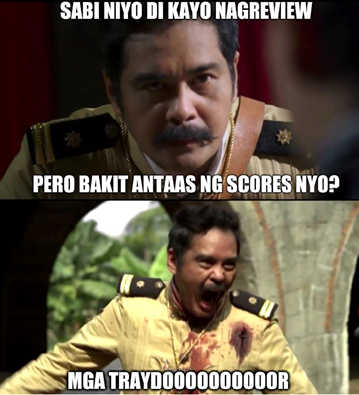 SABI NIYO DI KAYO NAGREVIEW
PERO BAKIT ANTAAS NG SCORES NYO?
MGA TRAYDOOOOOOOOOOR